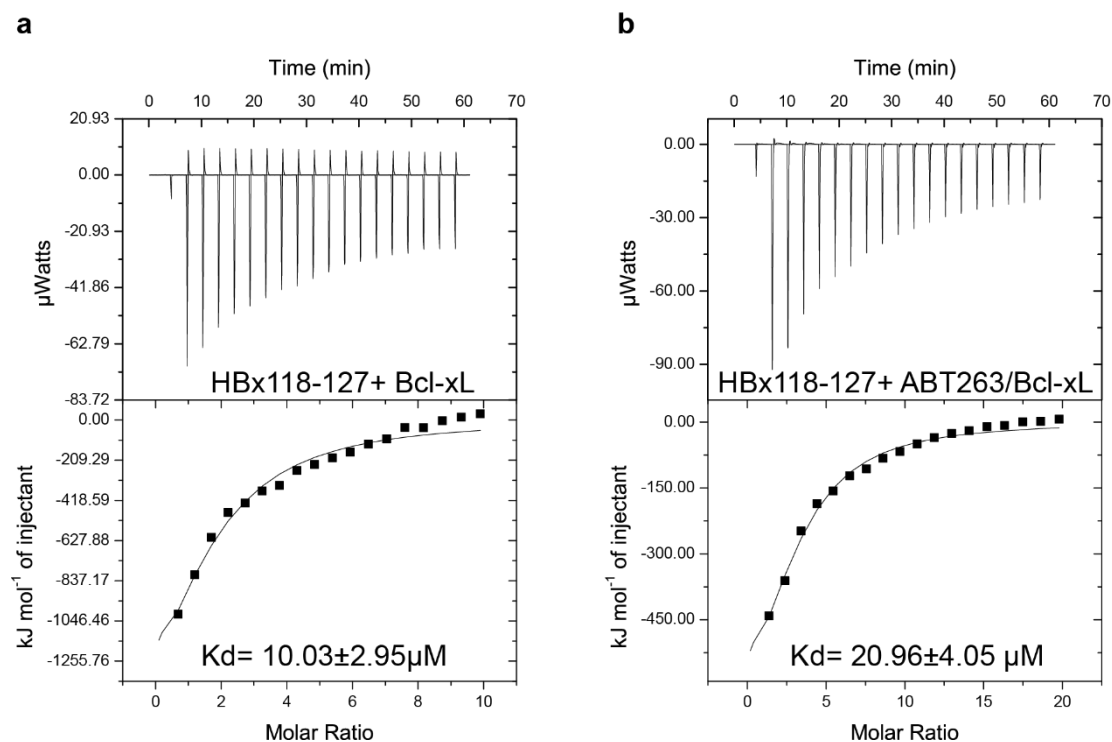 a
Time (min)
0 10 20 30 40 50 60 70
20.93
0.00
-20.93
-41.86
-62.79
-83.72
µWatts
HBx118-127+ Bcl-xL
0.00
-209.29
-418.59
-627.88
-837.17
-1046.46
-1255.76
kJ mol⁻¹ of injectant
Kd= 10.03±2.95µM
0 2 4 6 8 10
Molar Ratio
b
Time (min)
0 10 20 30 40 50 60 70
0.00
-30.00
-60.00
-90.00
µWatts
HBx118-127+ ABT263/Bcl-xL
0.00
-150.00
-300.00
-450.00
kJ mol⁻¹ of injectant
Kd= 20.96±4.05 µM
0 5 10 15 20
Molar Ratio